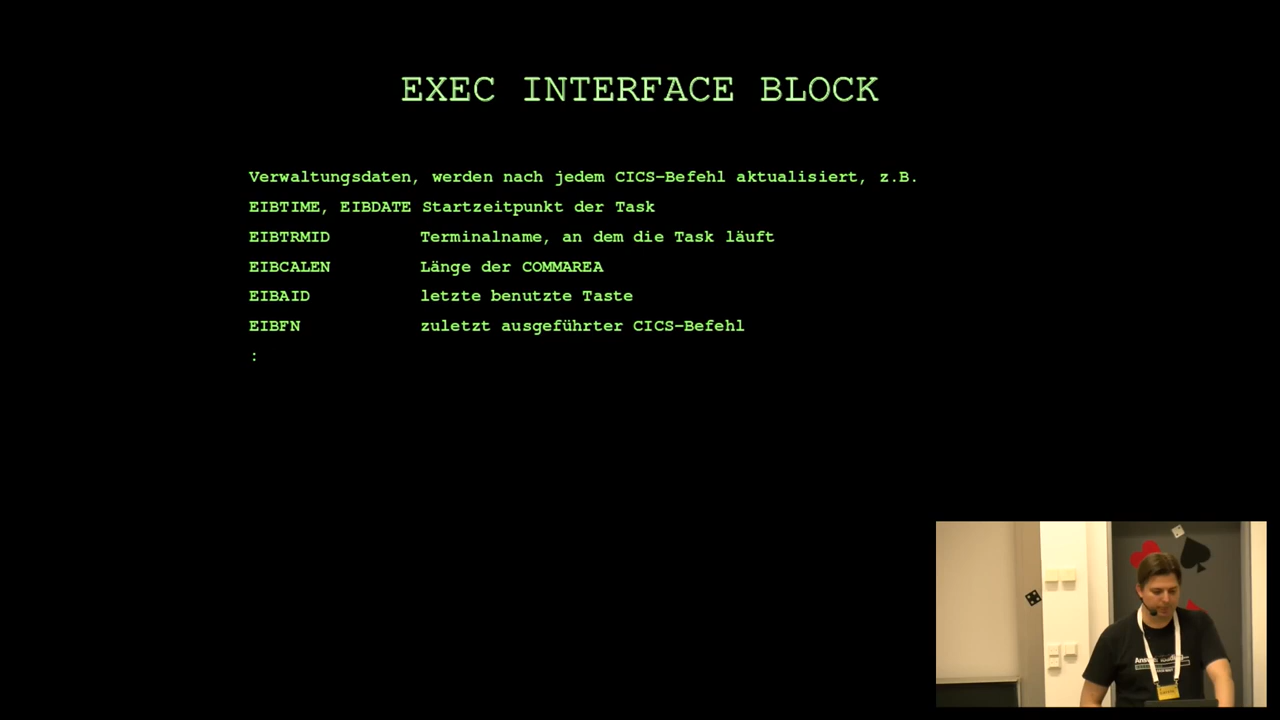 EXEC INTERFACE BLOCK
Verwaltungsdaten, werden nach jedem CICS-Befehl aktualisiert, z.B.
EIBTIME, EIBDATE Startzeitpunkt der Task
EIBTRMID Terminalname, an dem die Task läuft
EIBCALEN Länge der COMMAREA
EIBAID letzte benutzte Taste
EIBFN zuletzt ausgeführter CICS-Befehl
: